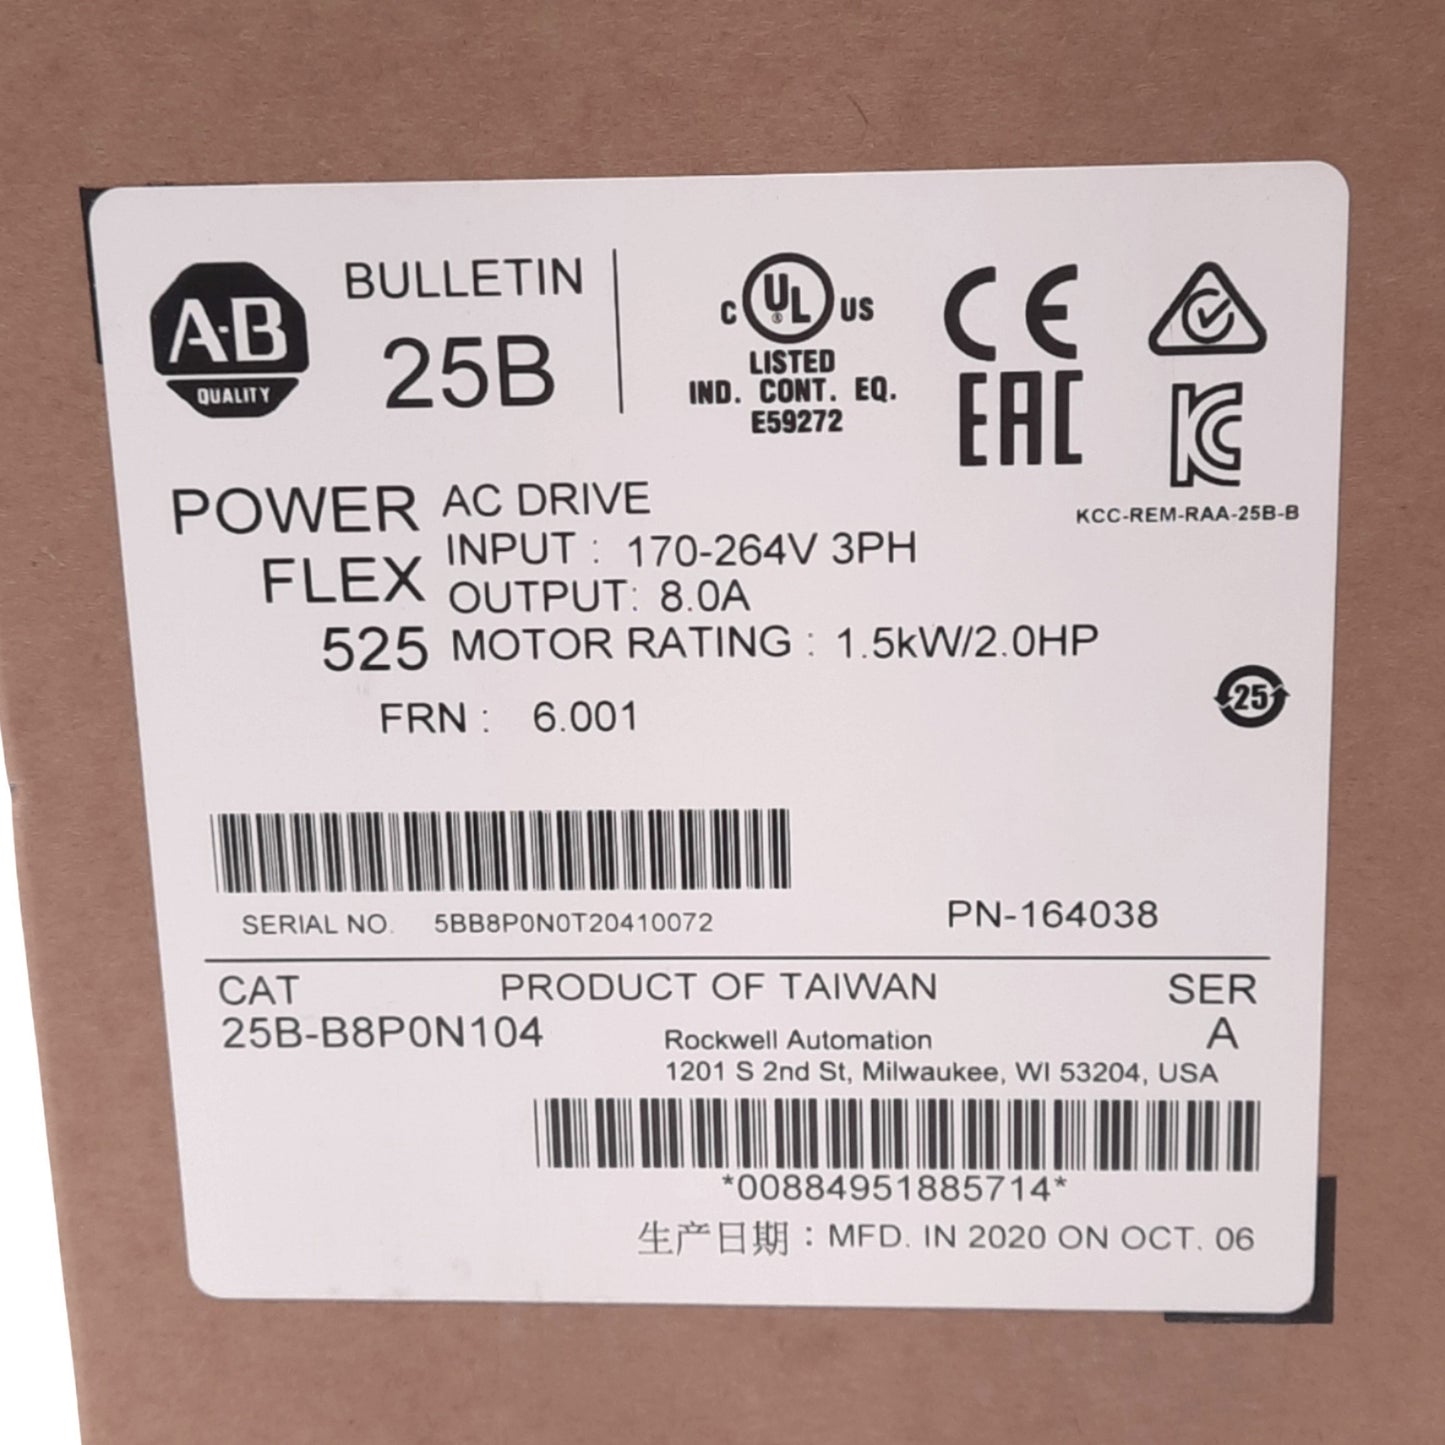 A-B
QUALITY
BULLETIN
25B
C UL US
®
LISTED
IND. CONT. EQ.
E59272
CE
EAC
KC
KCC-REM-RAA-25B-B
POWER
FLEX
525
AC DRIVE
INPUT : 170-264V 3PH
OUTPUT: 8.0A
MOTOR RATING : 1.5kW/2.0HP
FRN : 6.001
25
SERIAL NO. 5BB8P0N0T20410072
PN-164038
CAT PRODUCT OF TAIWAN SER
25B-B8P0N104 A
Rockwell Automation
1201 S 2nd St, Milwaukee, WI 53204, USA
*00884951885714*
生产日期 : MFD. IN 2020 ON OCT. 06